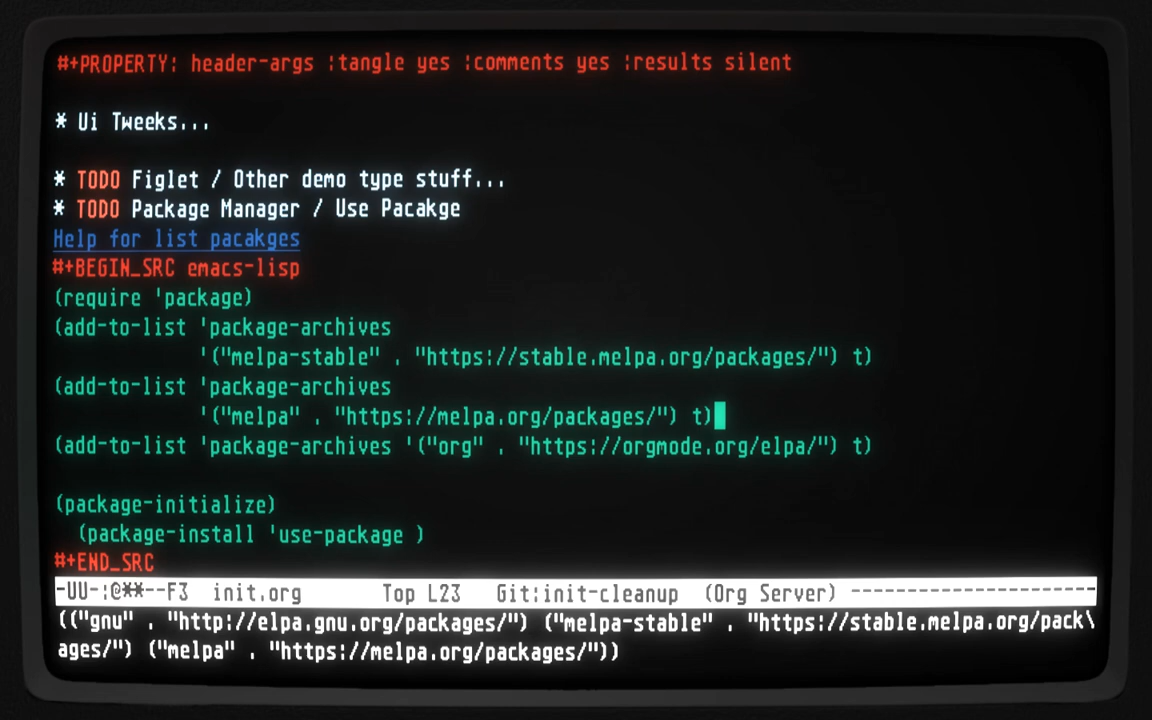 #+PROPERTY: header-args :tangle yes :comments yes :results silent
* Ui Tweeks...
* TODO Figlet / Other demo type stuff...
* TODO Package Manager / Use Pacakge
Help for list pacakges
#+BEGIN_SRC emacs-lisp
(require 'package)
(add-to-list 'package-archives
'("melpa-stable" . "https://stable.melpa.org/packages/") t)
(add-to-list 'package-archives
'("melpa" . "https://melpa.org/packages/") t)
(add-to-list 'package-archives '("org" . "https://orgmode.org/elpa/") t)
(package-initialize)
(package-install 'use-package )
#+END_SRC
-UU-:@**--F3  init.org       Top L23   Git:init-cleanup  (Org Server) ----------------------
(("gnu" . "http://elpa.gnu.org/packages/") ("melpa-stable" . "https://stable.melpa.org/pack\
ages/") ("melpa" . "https://melpa.org/packages/"))